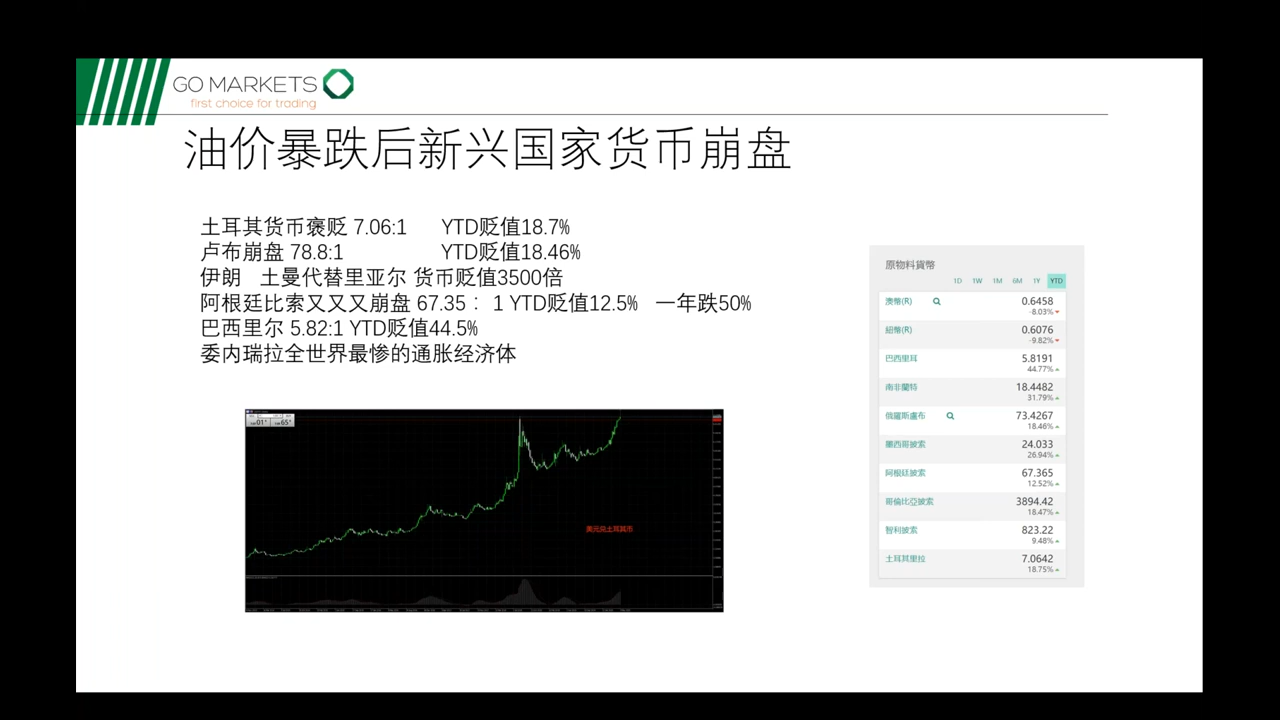 GO MARKETS
first choice for trading
油价暴跌后新兴国家货币崩盘
土耳其货币褒贬 7.06:1 YTD贬值18.7%
卢布崩盘 78.8:1 YTD贬值18.46%
伊朗 土曼代替里亚尔 货币贬值3500倍
阿根廷比索又又又崩盘 67.35： 1 YTD贬值12.5% 一年跌50%
巴西里尔 5.82:1 YTD贬值44.5%
委内瑞拉全世界最惨的通胀经济体
美元兑土耳其币
原物料貨幣
1D 1W 1M 6M 1Y YTD
澳幣(R) 0.6458
-8.03%
紐幣(R) 0.6076
-9.82%
巴西里耳 5.8191
44.77%
南非蘭特 18.4482
31.79%
俄羅斯盧布 73.4267
18.46%
墨西哥披索 24.033
26.94%
阿根廷披索 67.365
12.52%
哥倫比亞披索 3894.42
18.47%
智利披索 823.22
9.48%
土耳其里拉 7.0642
18.75%